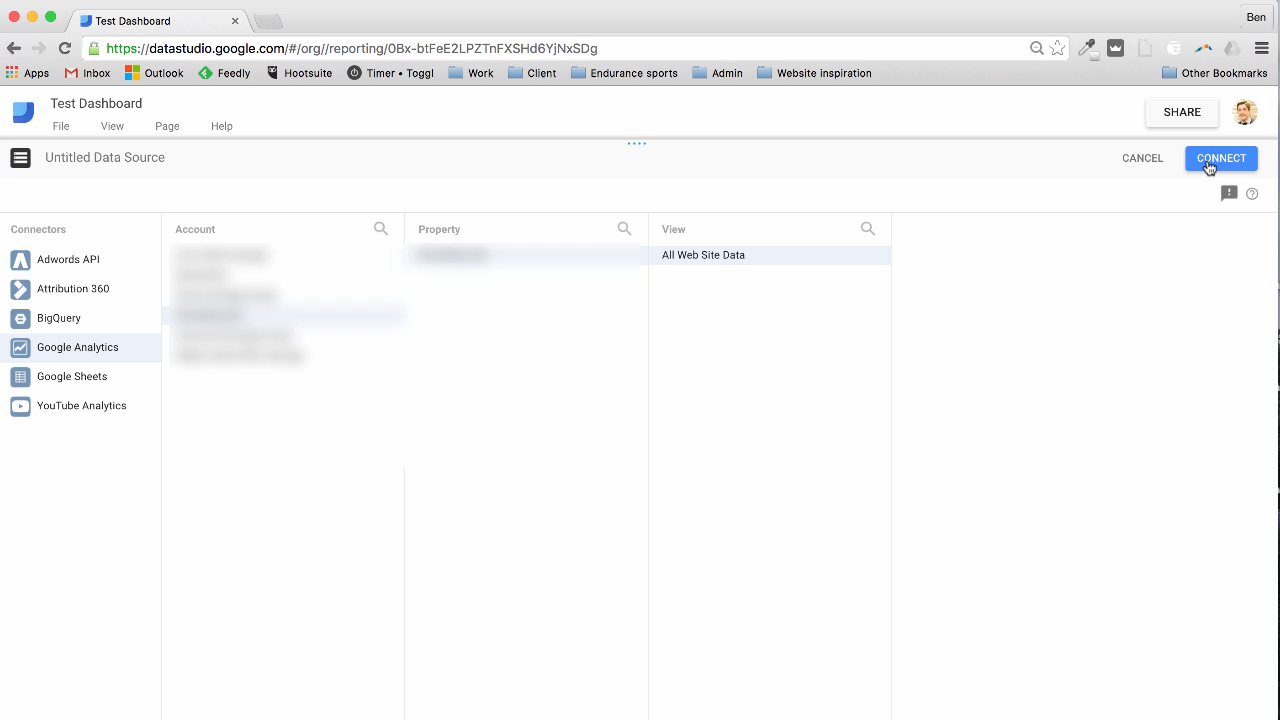 Test Dashboard
Ben
https://datastudio.google.com/#/org//reporting/0Bx-btFeE2LPZTnFXSHd6YjNxSDg
Apps Inbox Outlook Feedly Hootsuite Timer • Toggl Work Client Endurance sports Admin Website inspiration Other Bookmarks
Test Dashboard
File View Page Help
SHARE
Untitled Data Source
CANCEL CONNECT
Connectors Account Property View
Adwords API
Attribution 360
BigQuery
Google Analytics
Google Sheets
YouTube Analytics
All Web Site Data